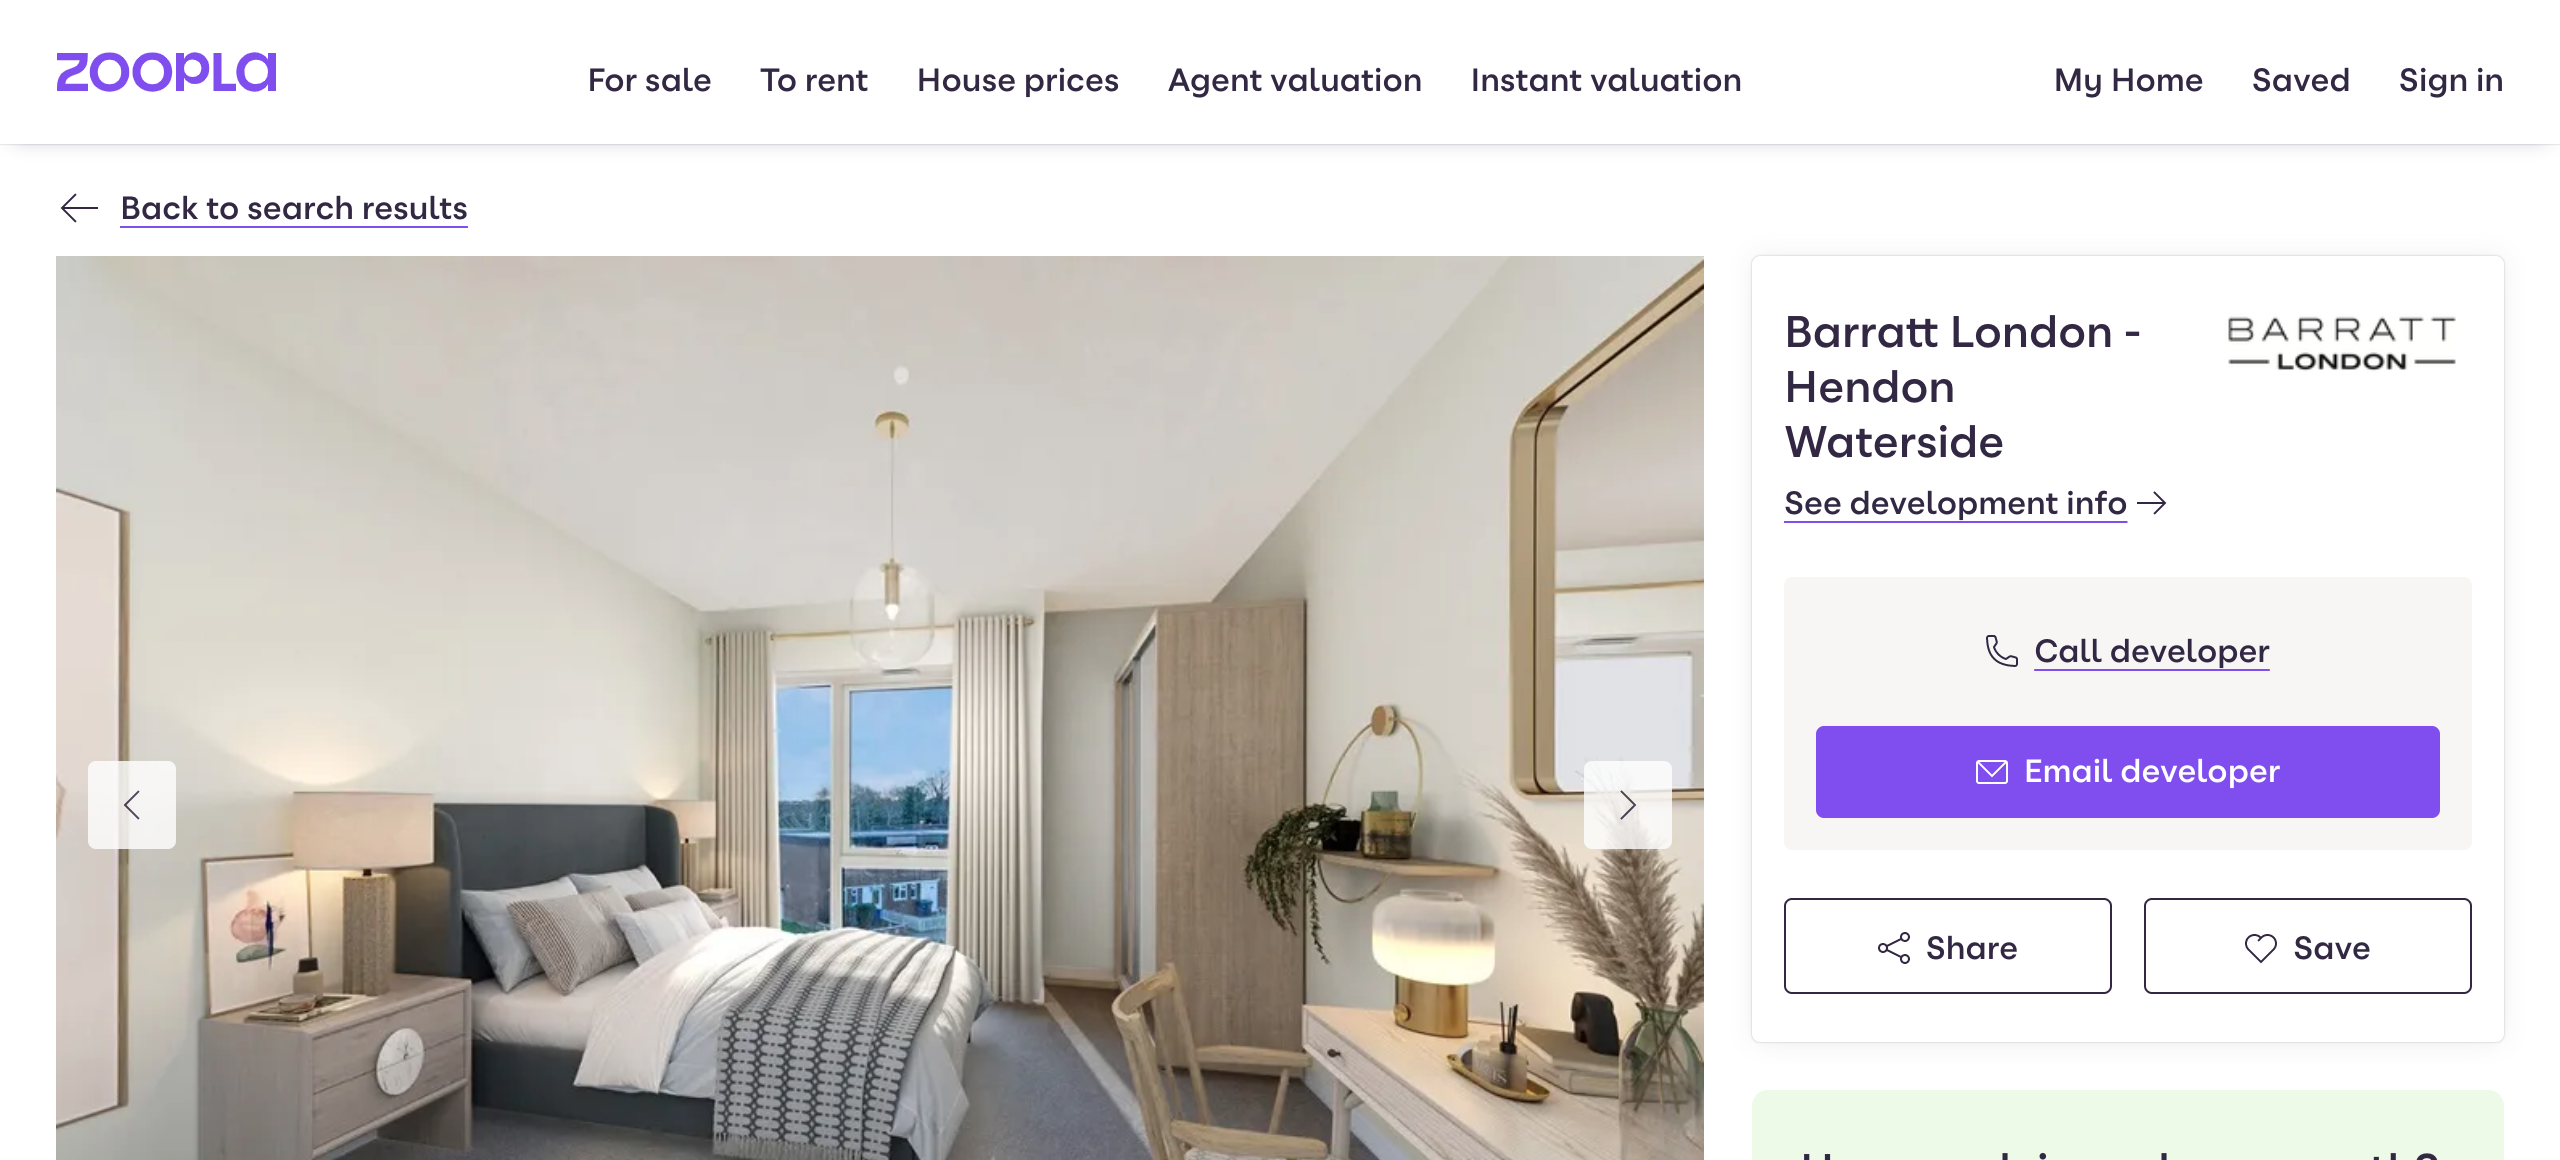 zoopla
For sale To rent House prices Agent valuation Instant valuation My Home Saved Sign in
Back to search results
Barratt London -
Hendon
Waterside
BARRATT
LONDON
See development info
Call developer
Email developer
Share Save